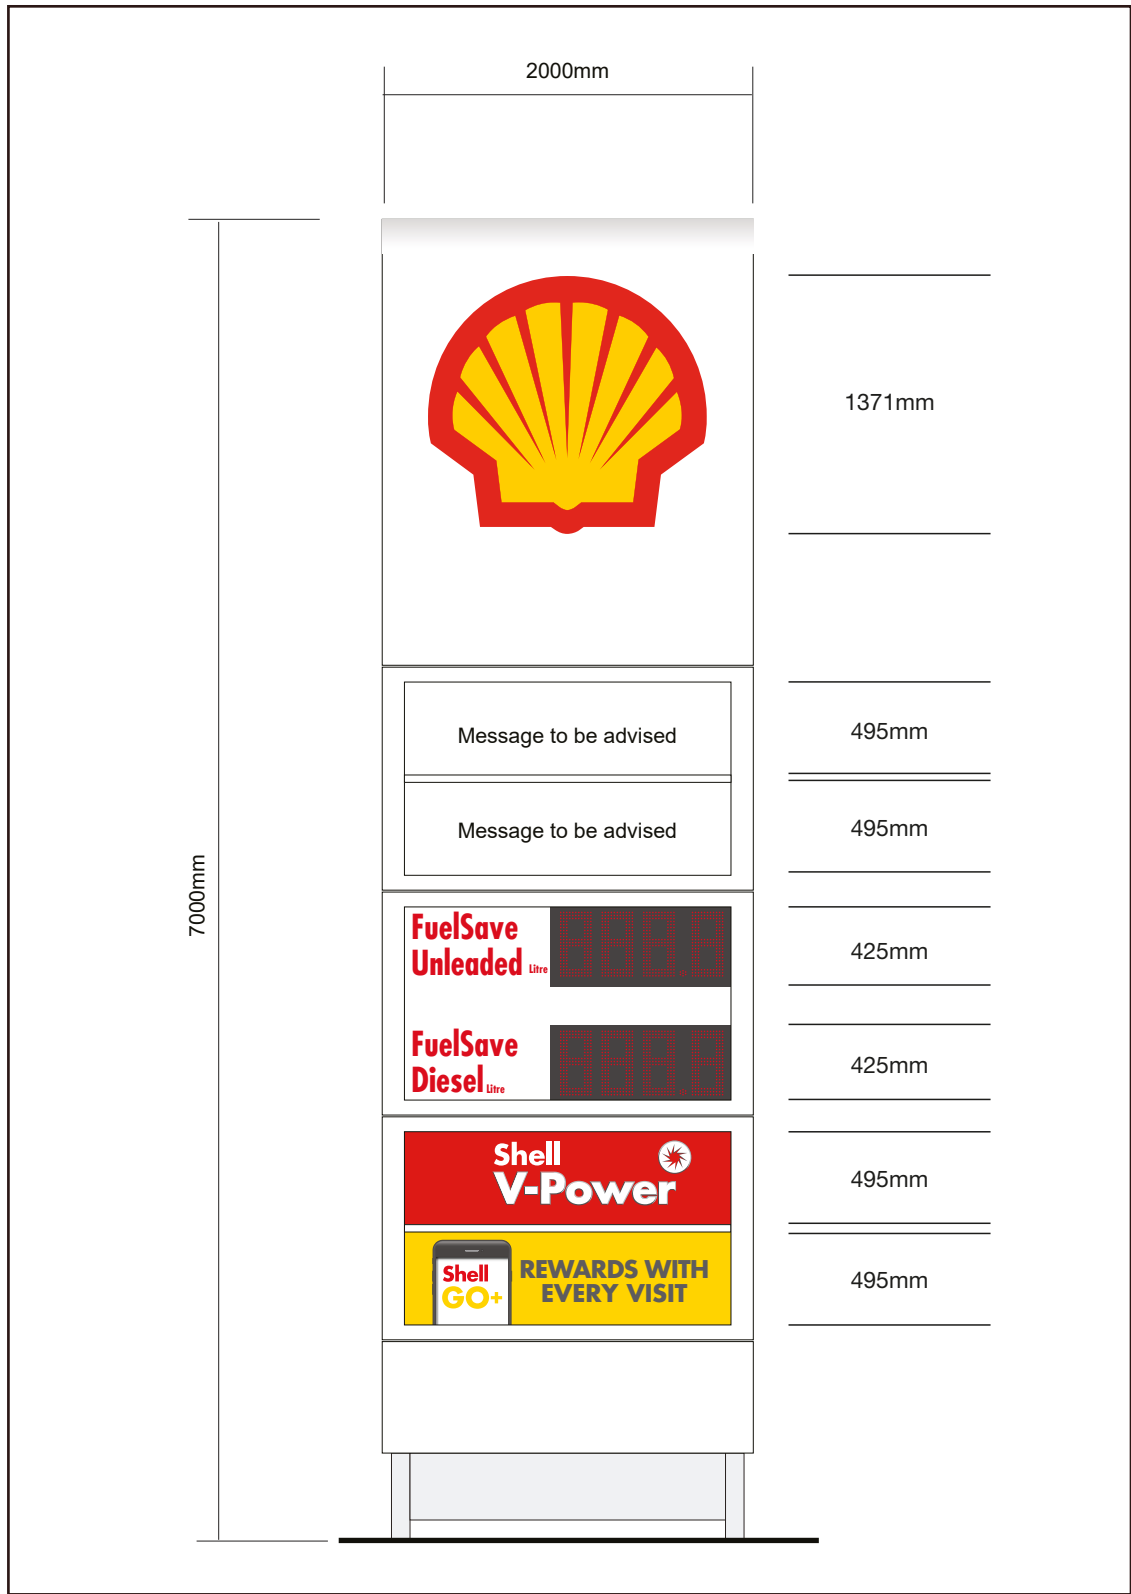 2000mm
1371mm
7000mm
Message to be advised
495mm
Message to be advised
495mm
FuelSave
Unleaded Litre
425mm
FuelSave
Diesel Litre
425mm
Shell
V-Power
495mm
Shell
GO+
REWARDS WITH
EVERY VISIT
495mm